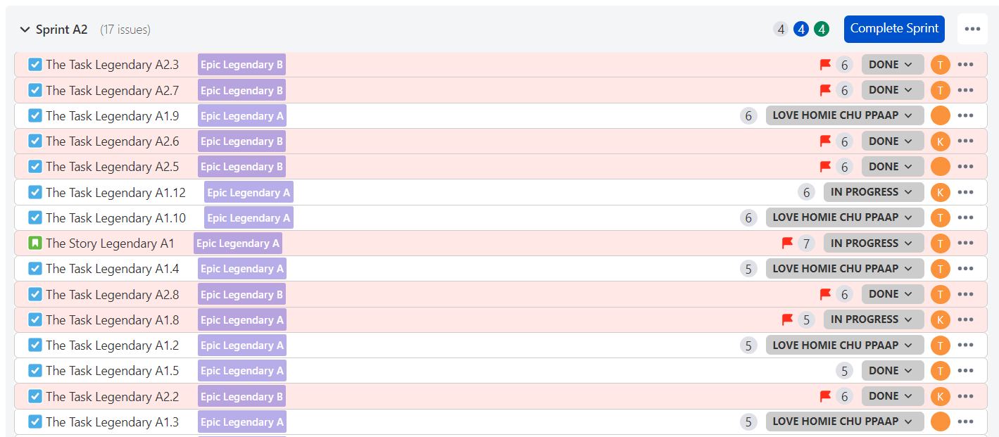 Sprint A2 (17 issues) 4 4 4 Complete Sprint
The Task Legendary A2.3 Epic Legendary B 6 DONE T
The Task Legendary A2.7 Epic Legendary B 6 DONE T
The Task Legendary A1.9 Epic Legendary A 6 LOVE HOMIE CHU PPAAP
The Task Legendary A2.6 Epic Legendary B 6 DONE K
The Task Legendary A2.5 Epic Legendary B 6 DONE
The Task Legendary A1.12 Epic Legendary A 6 IN PROGRESS K
The Task Legendary A1.10 Epic Legendary A 6 LOVE HOMIE CHU PPAAP T
The Story Legendary A1 Epic Legendary A 7 IN PROGRESS T
The Task Legendary A1.4 Epic Legendary A 5 LOVE HOMIE CHU PPAAP T
The Task Legendary A2.8 Epic Legendary B 6 DONE T
The Task Legendary A1.8 Epic Legendary A 5 IN PROGRESS K
The Task Legendary A1.2 Epic Legendary A 5 LOVE HOMIE CHU PPAAP T
The Task Legendary A1.5 Epic Legendary A 5 DONE T
The Task Legendary A2.2 Epic Legendary B 6 DONE K
The Task Legendary A1.3 Epic Legendary A 5 LOVE HOMIE CHU PPAAP